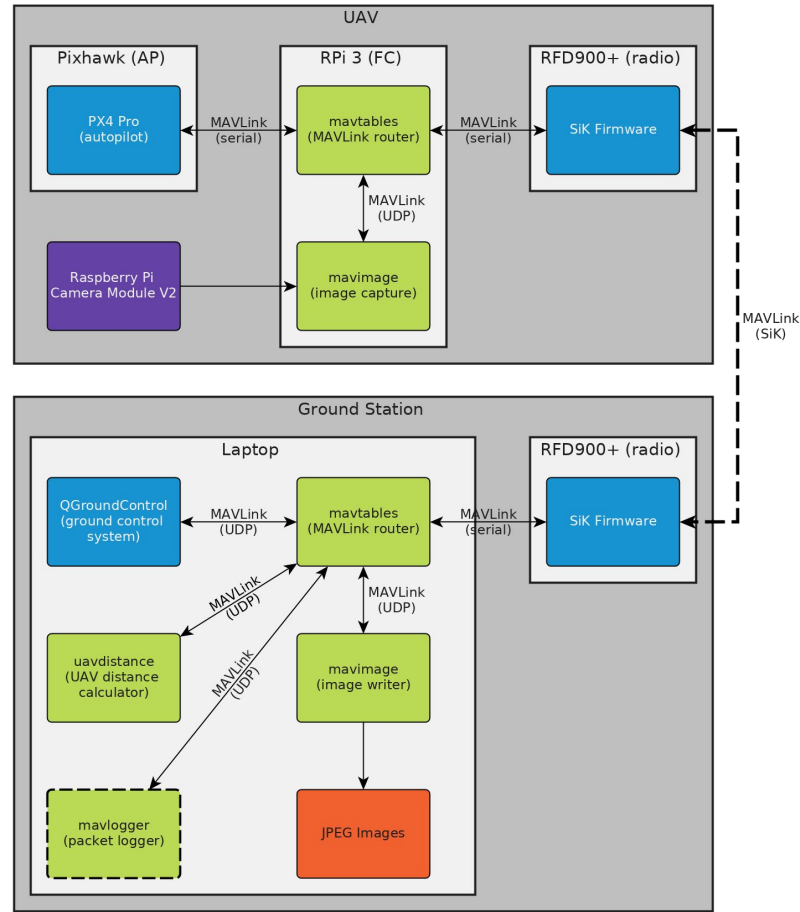 UAV
Pixhawk (AP)
RPi 3 (FC)
RFD900+ (radio)
PX4 Pro
(autopilot)
MAVLink
(serial)
mavtables
(MAVLink router)
MAVLink
(serial)
SiK Firmware
MAVLink
(UDP)
Raspberry Pi
Camera Module V2
mavimage
(image capture)
MAVLink
(SiK)
Ground Station
Laptop
RFD900+ (radio)
QGroundControl
(ground control
system)
MAVLink
(UDP)
mavtables
(MAVLink router)
MAVLink
(serial)
SiK Firmware
MAVLink
(UDP)
MAVLink
(UDP)
MAVLink
(UDP)
uavdistance
(UAV distance
calculator)
mavimage
(image writer)
mavlogger
(packet logger)
JPEG Images